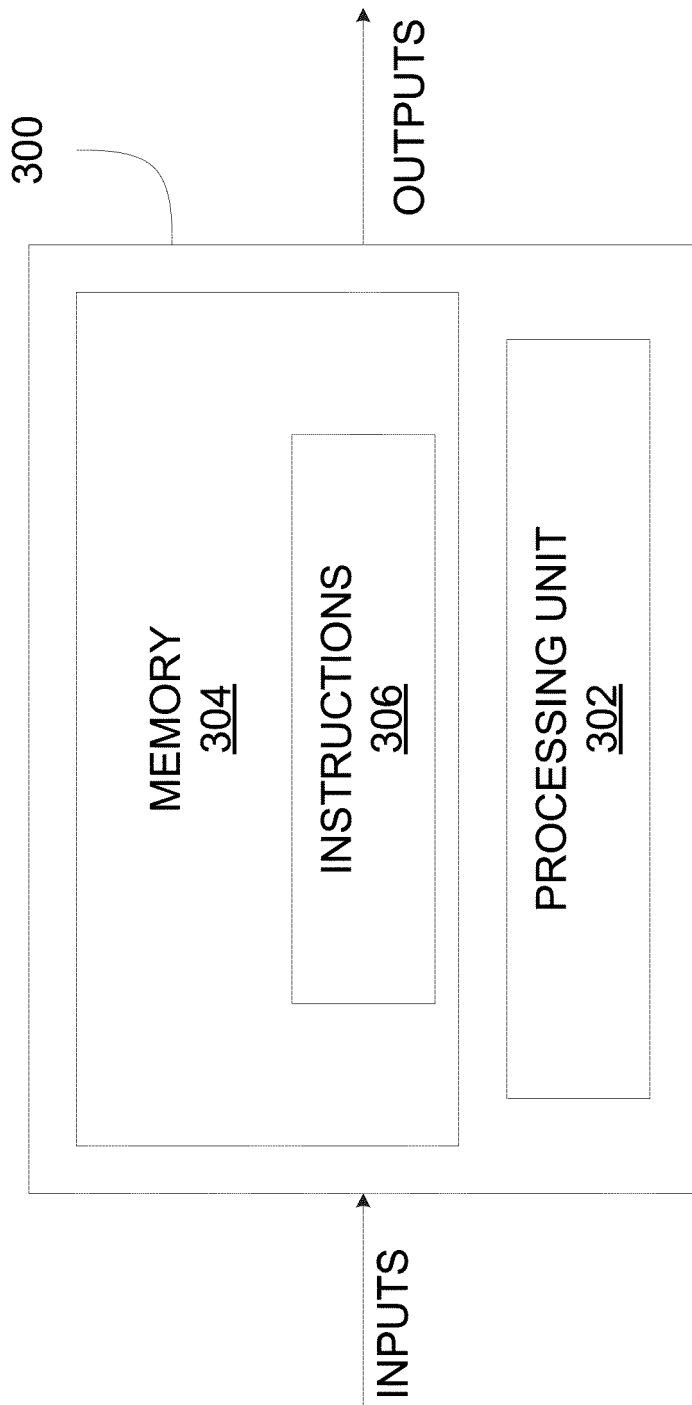 300
MEMORY
304
INSTRUCTIONS
306
PROCESSING UNIT
302
INPUTS
OUTPUTS